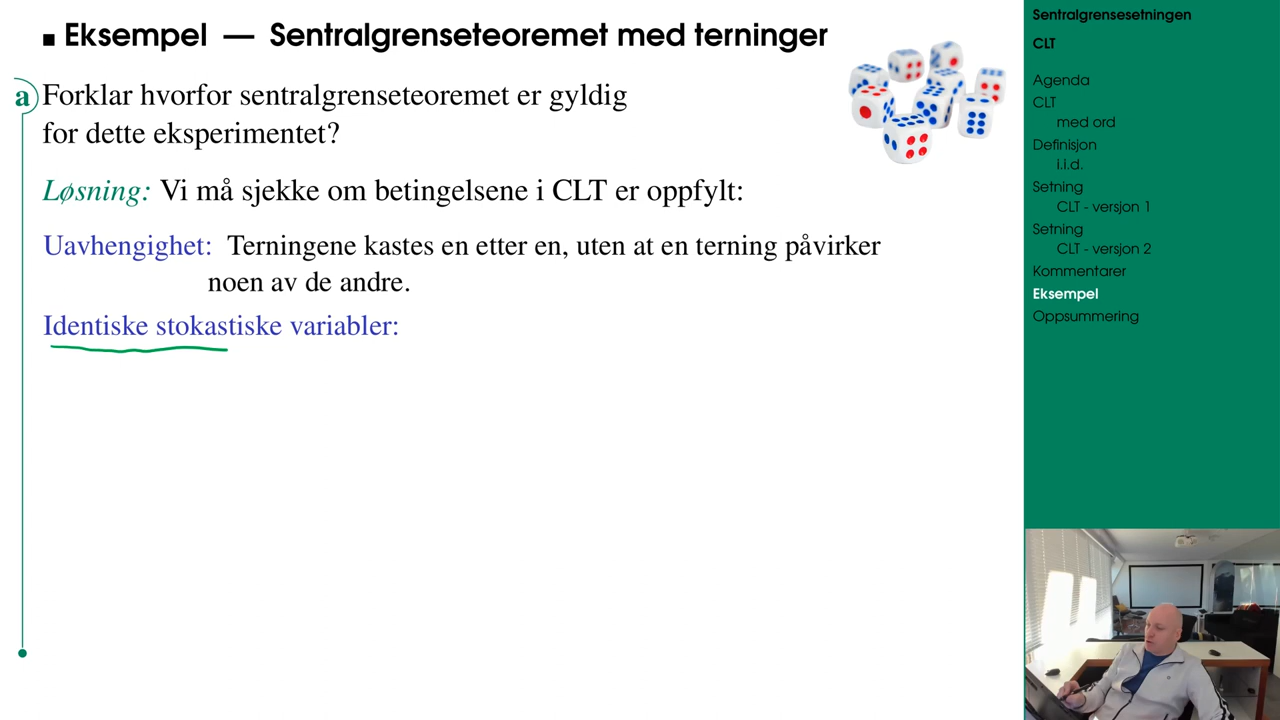 Eksempel — Sentralgrenseteoremet med terninger
a Forklar hvorfor sentralgrenseteoremet er gyldig
for dette eksperimentet?
Løsning: Vi må sjekke om betingelsene i CLT er oppfylt:
Uavhengighet: Terningene kastes en etter en, uten at en terning påvirker
noen av de andre.
Identiske stokastiske variabler:
Sentralgrensesetningen
CLT
Agenda
CLT
med ord
Definisjon
i.i.d.
Setning
CLT - versjon 1
Setning
CLT - versjon 2
Kommentarer
Eksempel
Oppsummering